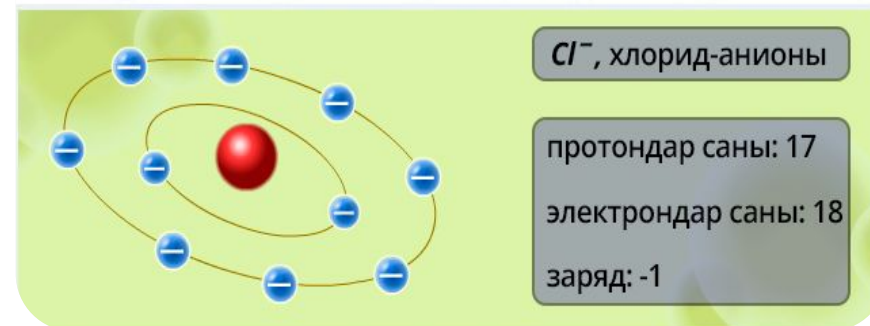 Cl⁻, хлорид-анионы
протондар саны: 17
электрондар саны: 18
заряд: -1